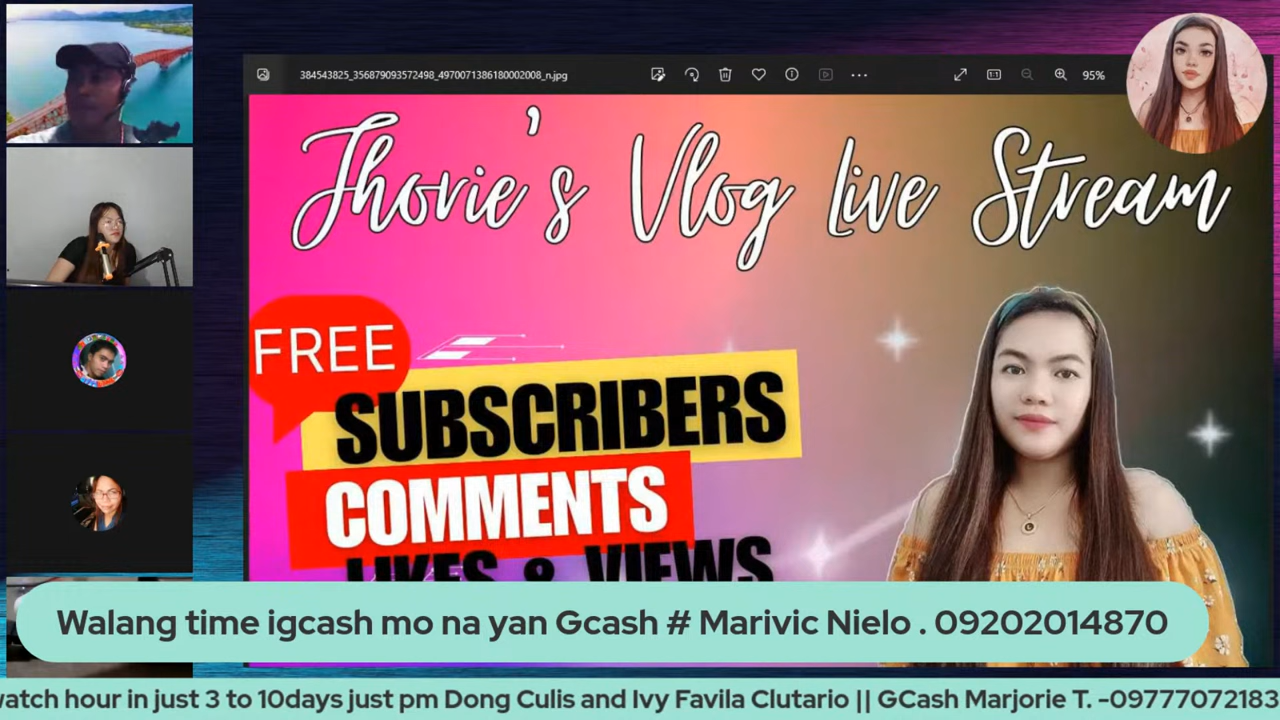 384543825_356879093572498_4970071386180002008_n.jpg
95%
Jhovie's Vlog Live Stream
FREE
SUBSCRIBERS
COMMENTS
LIKES & VIEWS
Walang time igcash mo na yan Gcash # Marivic Nielo . 09202014870
watch hour in just 3 to 10days just pm Dong Culis and Ivy Favila Clutario || GCash Marjorie T. -09777072183